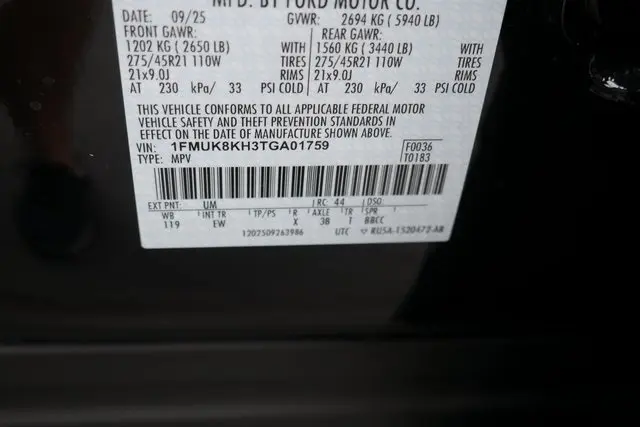 MFD. BY FORD MOTOR CO.
DATE: 09/25 GVWR: 2694 KG ( 5940 LB)
FRONT GAWR: REAR GAWR:
1202 KG ( 2650 LB) WITH 1560 KG ( 3440 LB) WITH
275/45R21 110W TIRES 275/45R21 110W TIRES
21x9.0J RIMS 21x9.0J RIMS
AT 230 kPa/ 33 PSI COLD AT 230 kPa/ 33 PSI COLD
THIS VEHICLE CONFORMS TO ALL APPLICABLE FEDERAL MOTOR
VEHICLE SAFETY AND THEFT PREVENTION STANDARDS IN
EFFECT ON THE DATE OF MANUFACTURE SHOWN ABOVE.
VIN: 1FMUK8KH3TGA01759 F0036
TYPE: MPV T0183
EXT PNT: UM RC: 44 DSO:
WB INT TR TP/PS R AXLE TR SPR
119 EW X 3B T BBCC
1202509263986 UTC RU5A-1520472-AB